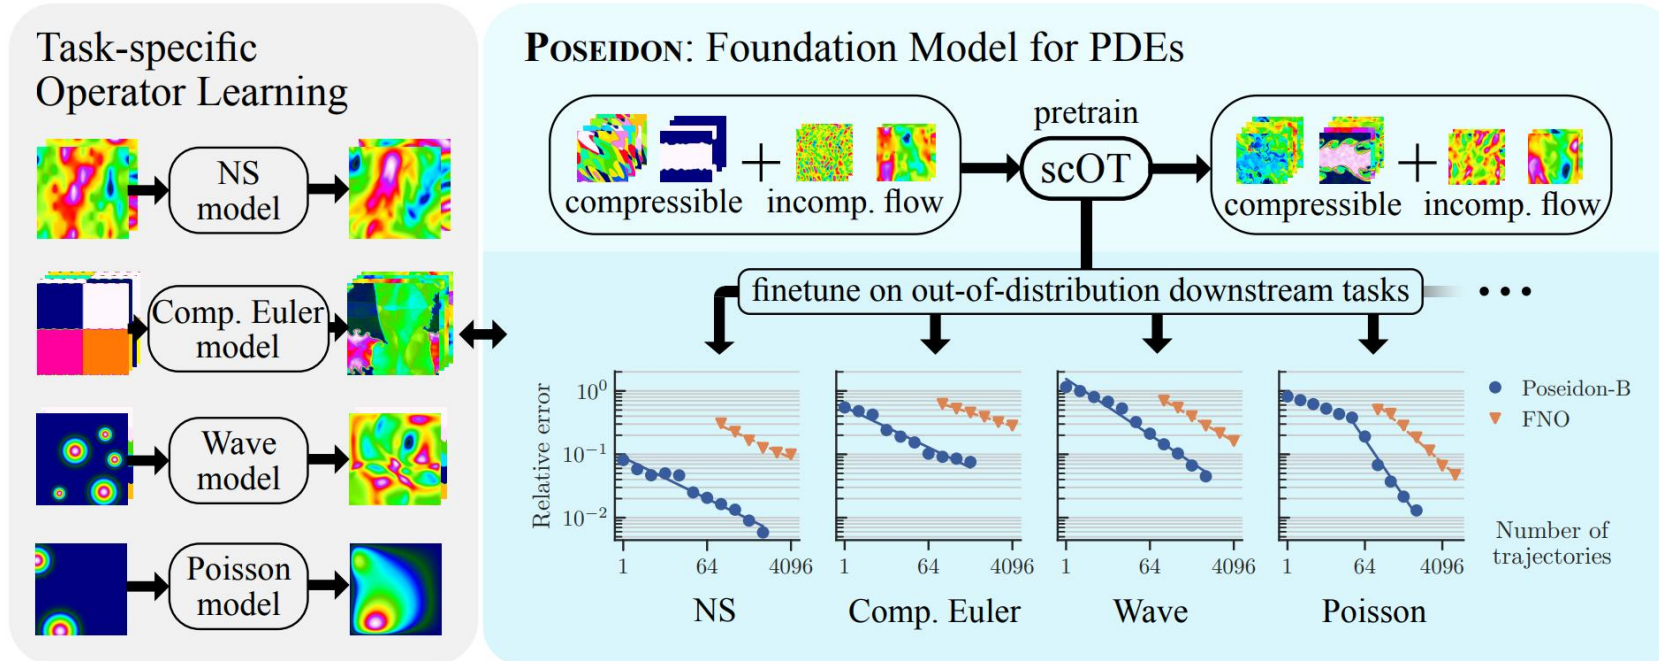 Task-specific
Operator Learning
NS
model
Comp. Euler
model
Wave
model
Poisson
model
POSEIDON: Foundation Model for PDEs
compressible
incomp. flow
pretrain
scOT
compressible
incomp. flow
finetune on out-of-distribution downstream tasks
Relative error
10⁰
10⁻¹
10⁻²
1 64 4096
NS
1 64 4096
Comp. Euler
1 64 4096
Wave
1 64 4096
Poisson
Poseidon-B
FNO
Number of
trajectories